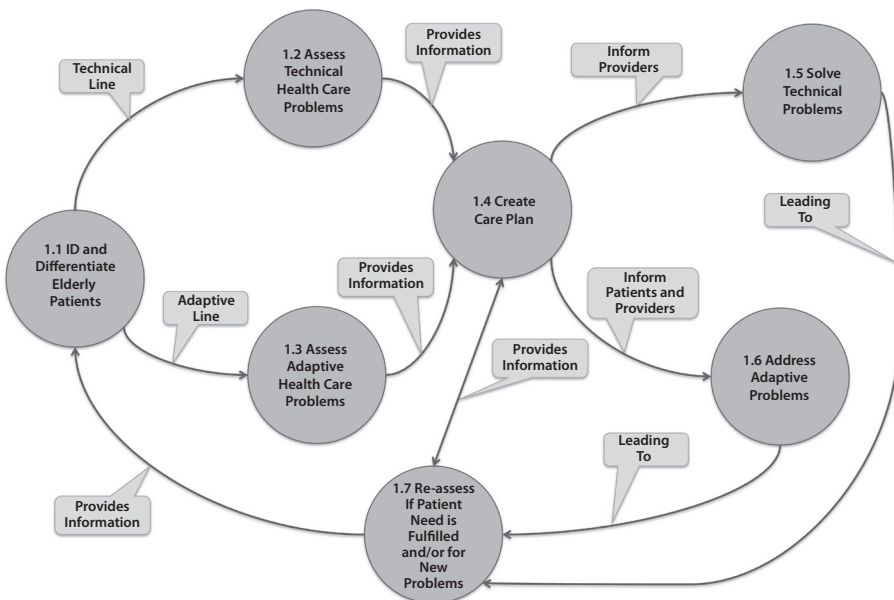 1.2 Assess
Technical
Health Care
Problems
Provides
Information
Inform
Providers
1.5 Solve
Technical
Problems
Technical
Line
1.4 Create
Care Plan
Leading
To
1.1 ID and
Differentiate
Elderly
Patients
Adaptive
Line
Provides
Information
Inform
Patients and
Providers
1.3 Assess
Adaptive
Health Care
Problems
Provides
Information
1.6 Address
Adaptive
Problems
Leading
To
Provides
Information
1.7 Re-assess
If Patient
Need is
Fulfilled
and/or for
New
Problems